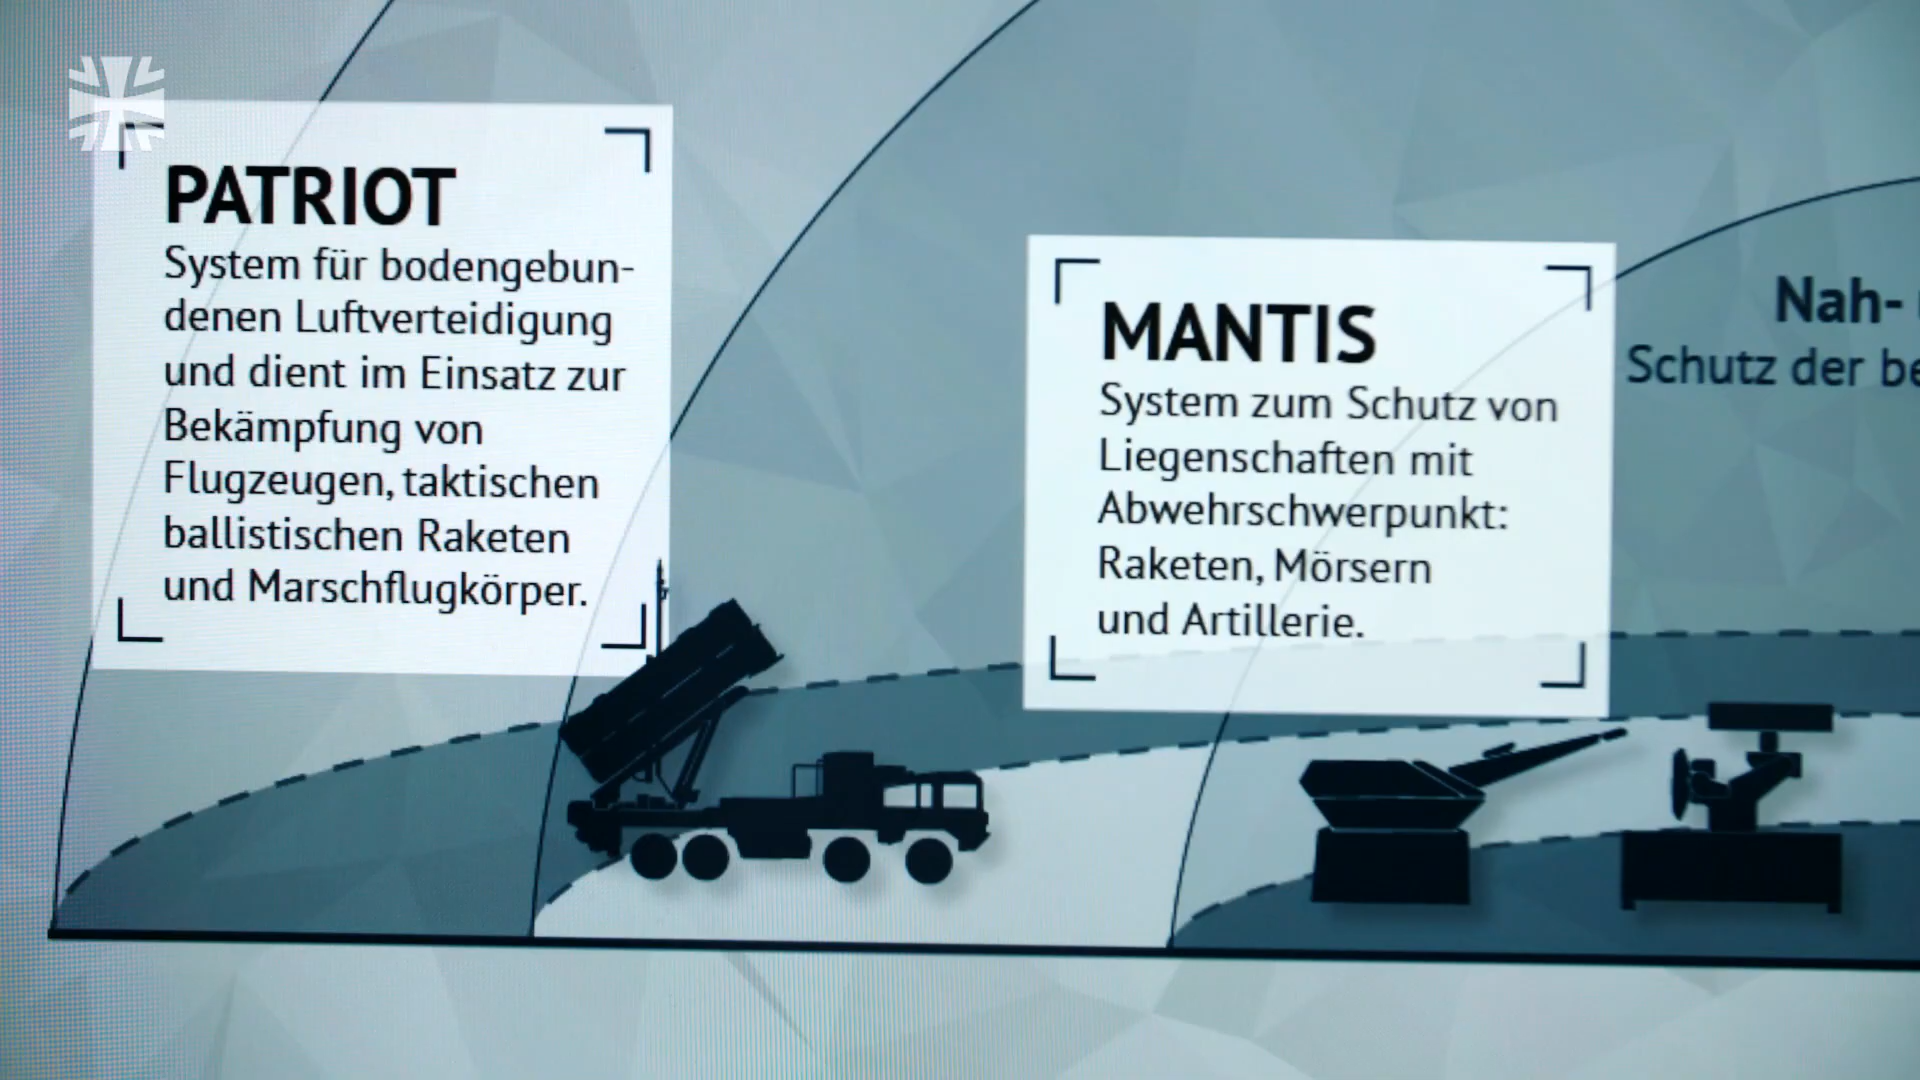 PATRIOT
System für bodengebun-
denen Luftverteidigung
und dient im Einsatz zur
Bekämpfung von
Flugzeugen, taktischen
ballistischen Raketen
und Marschflugkörper.
MANTIS
System zum Schutz von
Liegenschaften mit
Abwehrschwerpunkt:
Raketen, Mörsern
und Artillerie.
Nah-
Schutz der